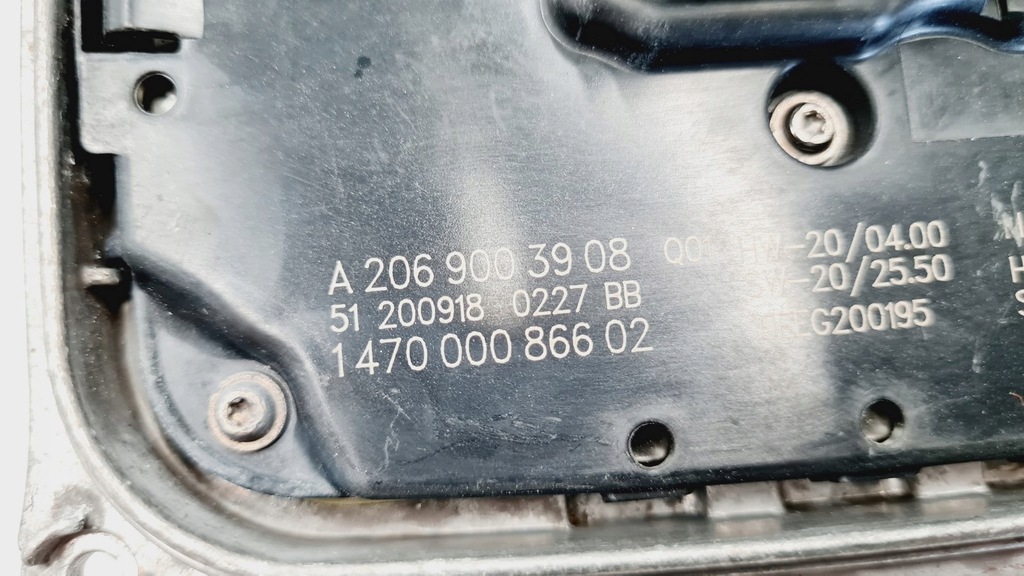 A 206 900 39 08
51 200918 0227 BB
1 470 000 866 02
-20/04.00
-20/25.50
EG200195